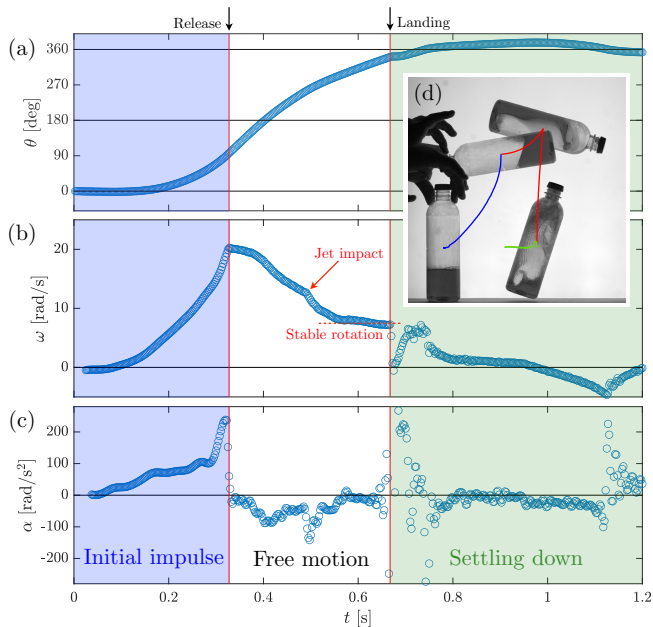 Release
Landing
(a)
360
270
180
90
0
θ [deg]
(d)
(b)
20
10
0
ω [rad/s]
Jet impact
Stable rotation
(c)
200
100
0
-100
-200
α [rad/s²]
Initial impulse
Free motion
Settling down
0
0.2
0.4
0.6
0.8
1
1.2
t [s]